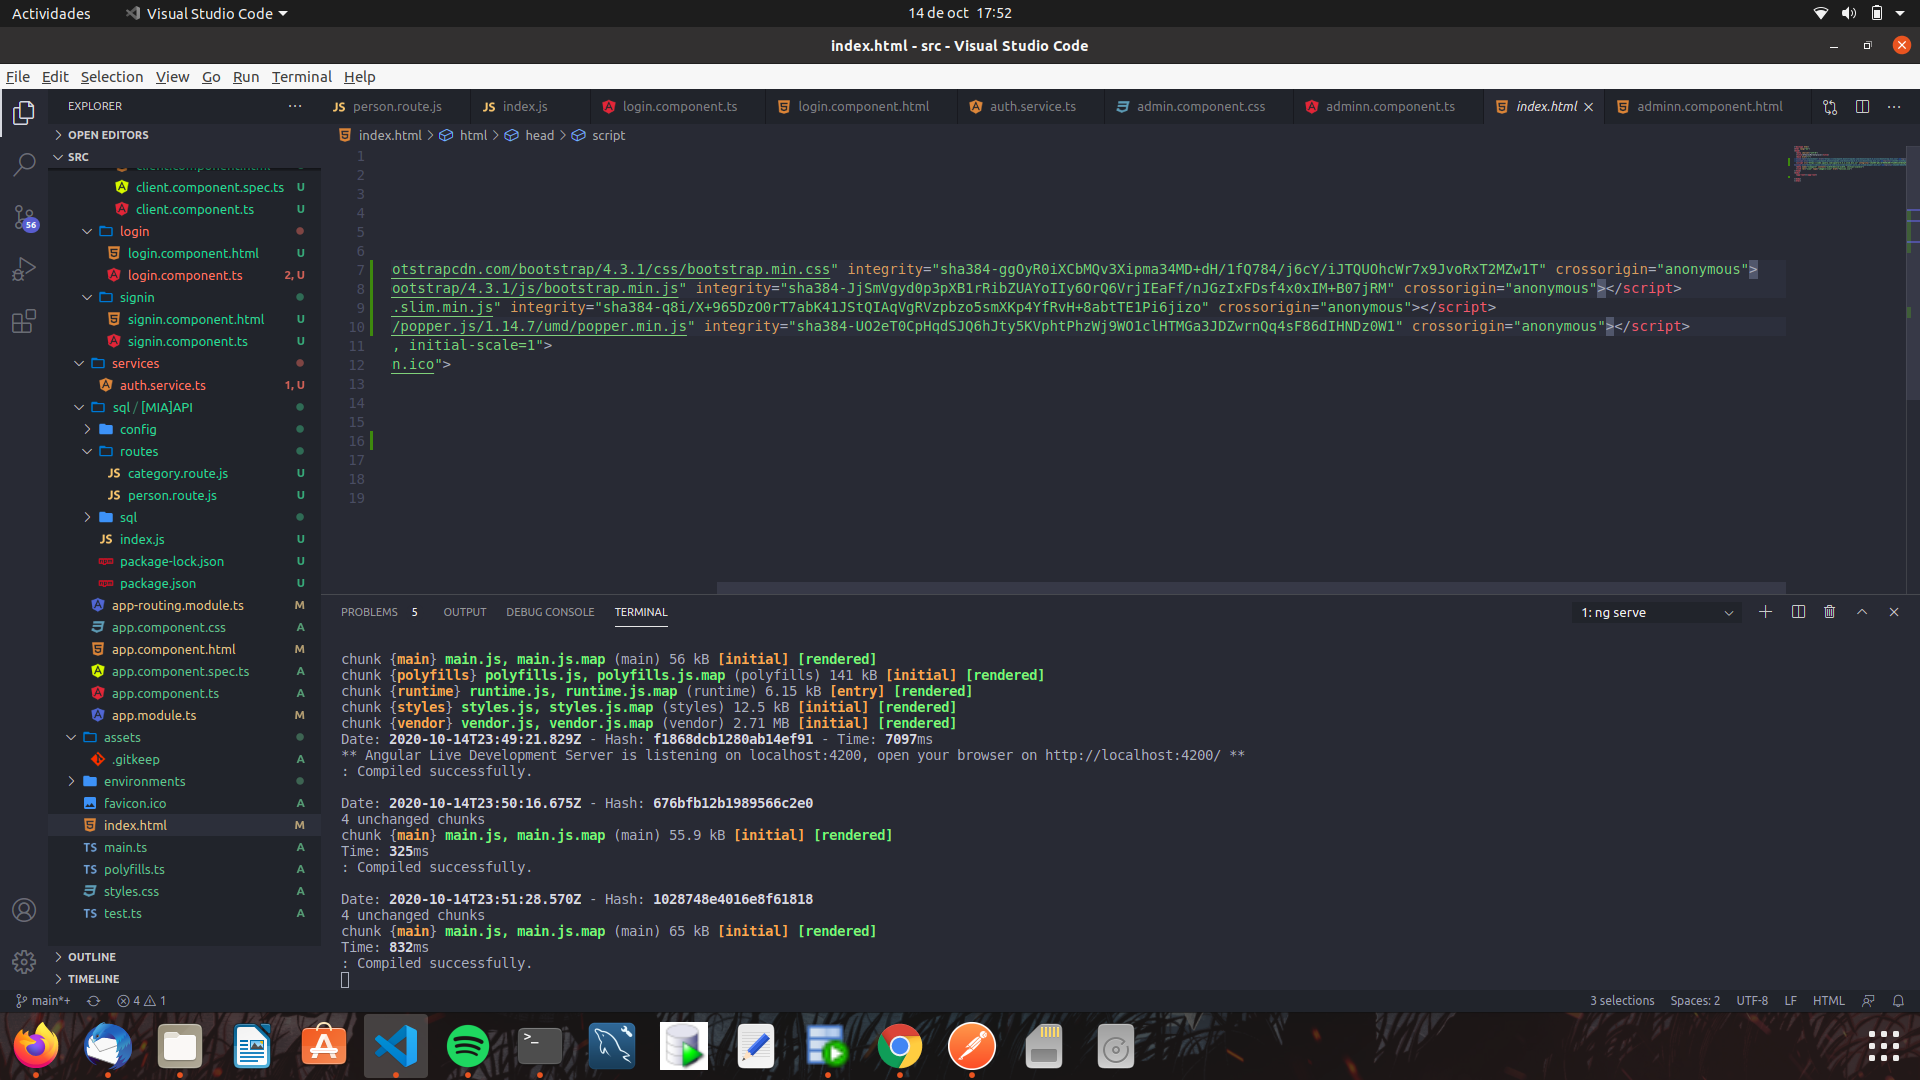 Actividades
Visual Studio Code
14 de oct 17:52
index.html - src - Visual Studio Code
File Edit Selection View Go Run Terminal Help
EXPLORER
OPEN EDITORS
SRC
client.component.spec.ts U
client.component.ts U
login
login.component.html U
login.component.ts 2, U
signin
signin.component.html U
signin.component.ts U
services
auth.service.ts 1, U
sql / [MIA]API
config
routes
category.route.js U
person.route.js U
sql
index.js U
package-lock.json U
package.json U
app-routing.module.ts M
app.component.css A
app.component.html M
app.component.spec.ts A
app.component.ts A
app.module.ts M
assets
.gitkeep A
environments
favicon.ico A
index.html M
main.ts A
polyfills.ts A
styles.css A
test.ts A
OUTLINE
TIMELINE
56
person.route.js index.js login.component.ts login.component.html auth.service.ts admin.component.css adminn.component.ts index.html adminn.component.html
index.html > html > head > script
1
2
3
4
5
6
7 otstrapcdn.com/bootstrap/4.3.1/css/bootstrap.min.css" integrity="sha384-ggOyR0iXCbMQv3Xipma34MD+dH/1fQ784/j6cY/iJTQUOhcWr7x9JvoRxT2MZw1T" crossorigin="anonymous">
8 ootstrap/4.3.1/js/bootstrap.min.js" integrity="sha384-JjSmVgyd0p3pXB1rRibZUAYoIIy6OrQ6VrjIEaFf/nJGzIxFDsf4x0xIM+B07jRM" crossorigin="anonymous"></script>
9 .slim.min.js" integrity="sha384-q8i/X+965DzO0rT7abK41JStQIAqVgRVzpbzo5smXKp4YfRvH+8abtTE1Pi6jizo" crossorigin="anonymous"></script>
10 /popper.js/1.14.7/umd/popper.min.js" integrity="sha384-UO2eT0CpHqdSJQ6hJty5KVphtPhzWj9WO1clHTMGa3JDZwrnQq4sF86dIHNDz0W1" crossorigin="anonymous"></script>
11 , initial-scale=1">
12 n.ico">
13
14
15
16
17
18
19
PROBLEMS 5 OUTPUT DEBUG CONSOLE TERMINAL
1: ng serve
chunk {main} main.js, main.js.map (main) 56 kB [initial] [rendered]
chunk {polyfills} polyfills.js, polyfills.js.map (polyfills) 141 kB [initial] [rendered]
chunk {runtime} runtime.js, runtime.js.map (runtime) 6.15 kB [entry] [rendered]
chunk {styles} styles.js, styles.js.map (styles) 12.5 kB [initial] [rendered]
chunk {vendor} vendor.js, vendor.js.map (vendor) 2.71 MB [initial] [rendered]
Date: 2020-10-14T23:49:21.829Z - Hash: f1868dcb1280ab14ef91 - Time: 7097ms
** Angular Live Development Server is listening on localhost:4200, open your browser on http://localhost:4200/ **
: Compiled successfully.
Date: 2020-10-14T23:50:16.675Z - Hash: 676bfb12b1989566c2e0
4 unchanged chunks
chunk {main} main.js, main.js.map (main) 55.9 kB [initial] [rendered]
Time: 325ms
: Compiled successfully.
Date: 2020-10-14T23:51:28.570Z - Hash: 1028748e4016e8f61818
4 unchanged chunks
chunk {main} main.js, main.js.map (main) 65 kB [initial] [rendered]
Time: 832ms
: Compiled successfully.
main*+ 4 1
3 selections Spaces: 2 UTF-8 LF HTML